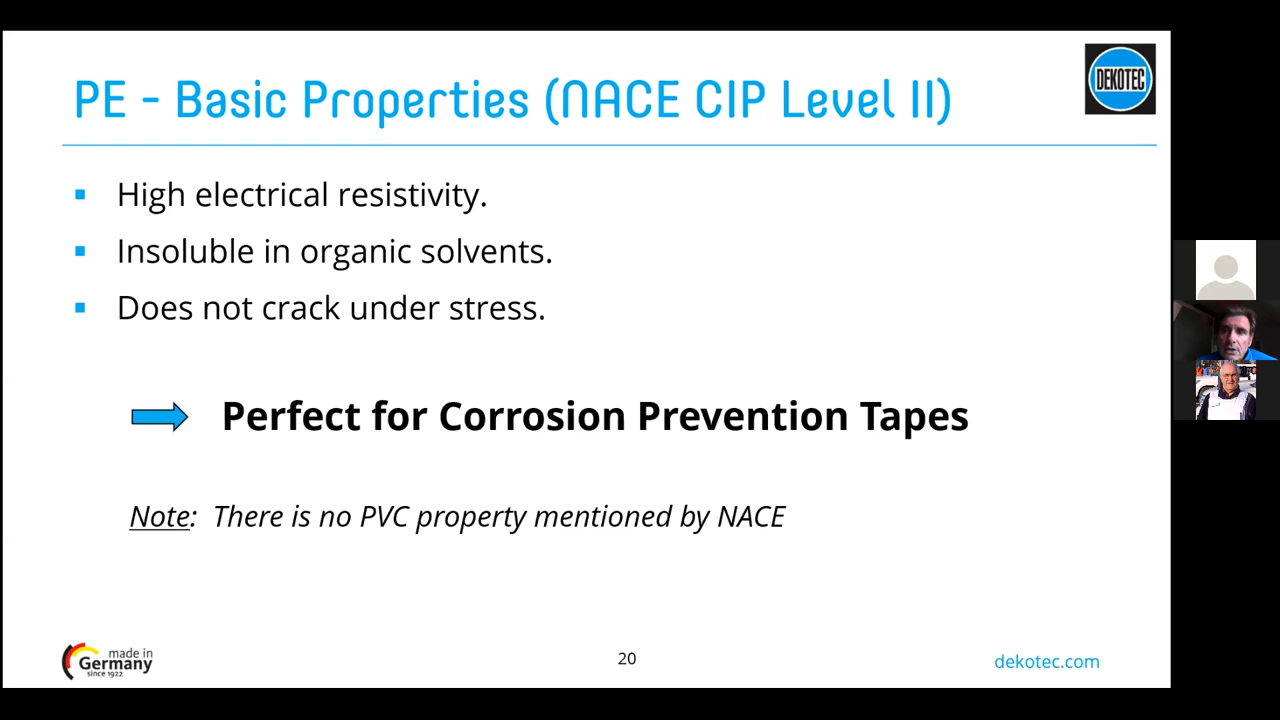 PE - Basic Properties (NACE CIP Level II)
DEKOTEC
High electrical resistivity.
Insoluble in organic solvents.
Does not crack under stress.
Perfect for Corrosion Prevention Tapes
Note: There is no PVC property mentioned by NACE
made in
Germany
since 1922
20
dekotec.com